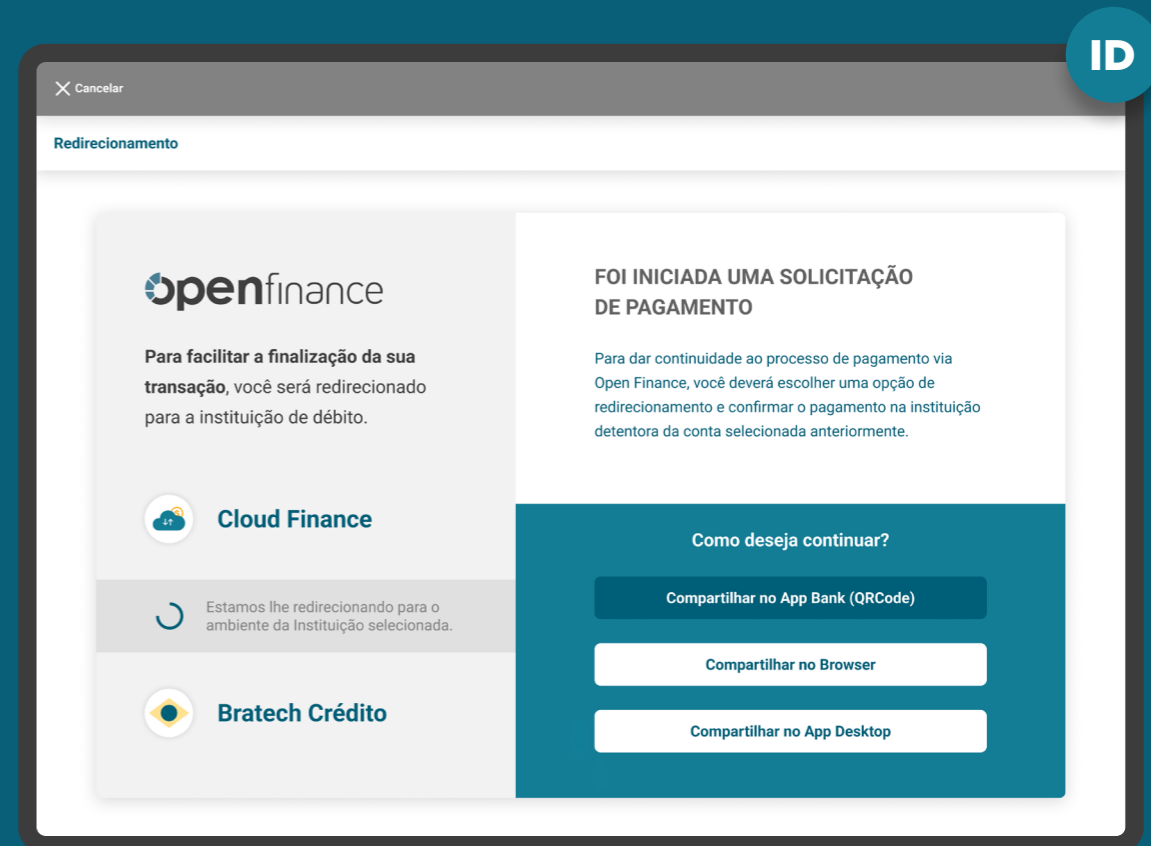 ID
Cancelar
Redirecionamento
openfinance
Para facilitar a finalização da sua
transação, você será redirecionado
para a instituição de débito.
Cloud Finance
Estamos lhe redirecionando para o
ambiente da Instituição selecionada.
Bratech Crédito
FOI INICIADA UMA SOLICITAÇÃO
DE PAGAMENTO
Para dar continuidade ao processo de pagamento via
Open Finance, você deverá escolher uma opção de
redirecionamento e confirmar o pagamento na instituição
detentora da conta selecionada anteriormente.
Como deseja continuar?
Compartilhar no App Bank (QRCode)
Compartilhar no Browser
Compartilhar no App Desktop